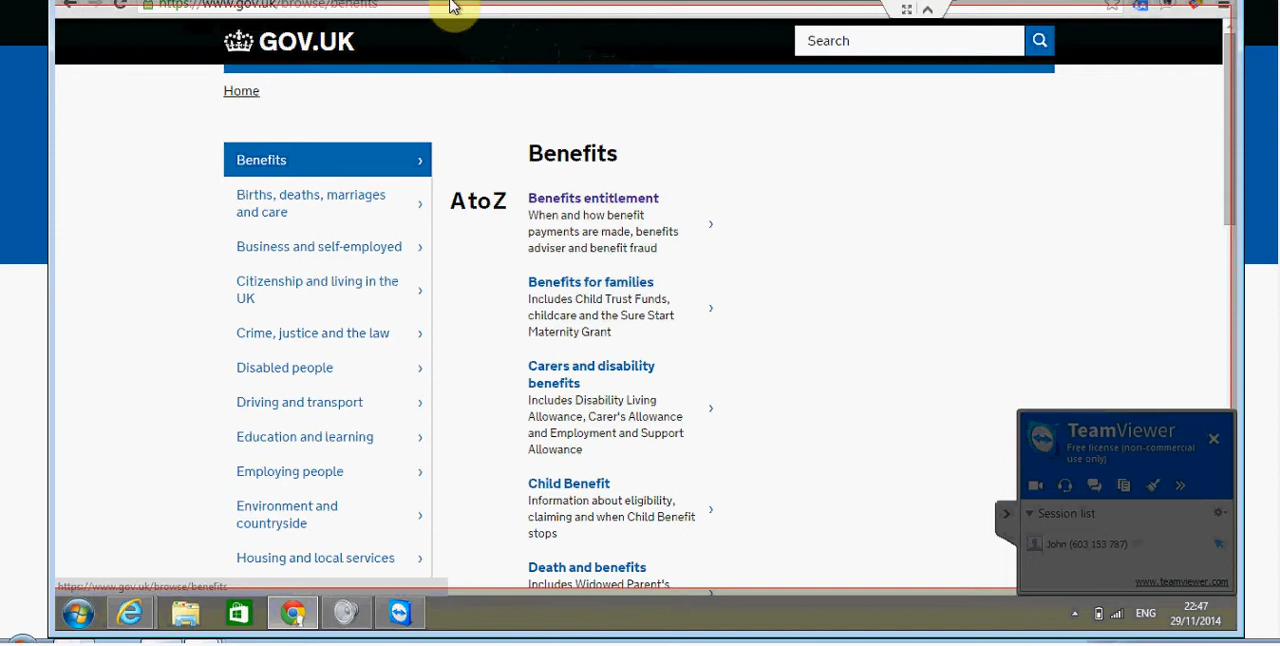 https://www.gov.uk/browse/benefits
GOV.UK
Search
Home
Benefits
Births, deaths, marriages
and care
Business and self-employed
Citizenship and living in the
UK
Crime, justice and the law
Disabled people
Driving and transport
Education and learning
Employing people
Environment and
countryside
Housing and local services
A to Z
Benefits
Benefits entitlement
When and how benefit
payments are made, benefits
adviser and benefit fraud
Benefits for families
Includes Child Trust Funds,
childcare and the Sure Start
Maternity Grant
Carers and disability
benefits
Includes Disability Living
Allowance, Carer's Allowance
and Employment and Support
Allowance
Child Benefit
Information about eligibility,
claiming and when Child Benefit
stops
Death and benefits
Includes Widowed Parent's
TeamViewer
Free license (non-commercial
use only)
Session list
John (603 153 787)
www.teamviewer.com
https://www.gov.uk/browse/benefits
ENG
22:47
29/11/2014